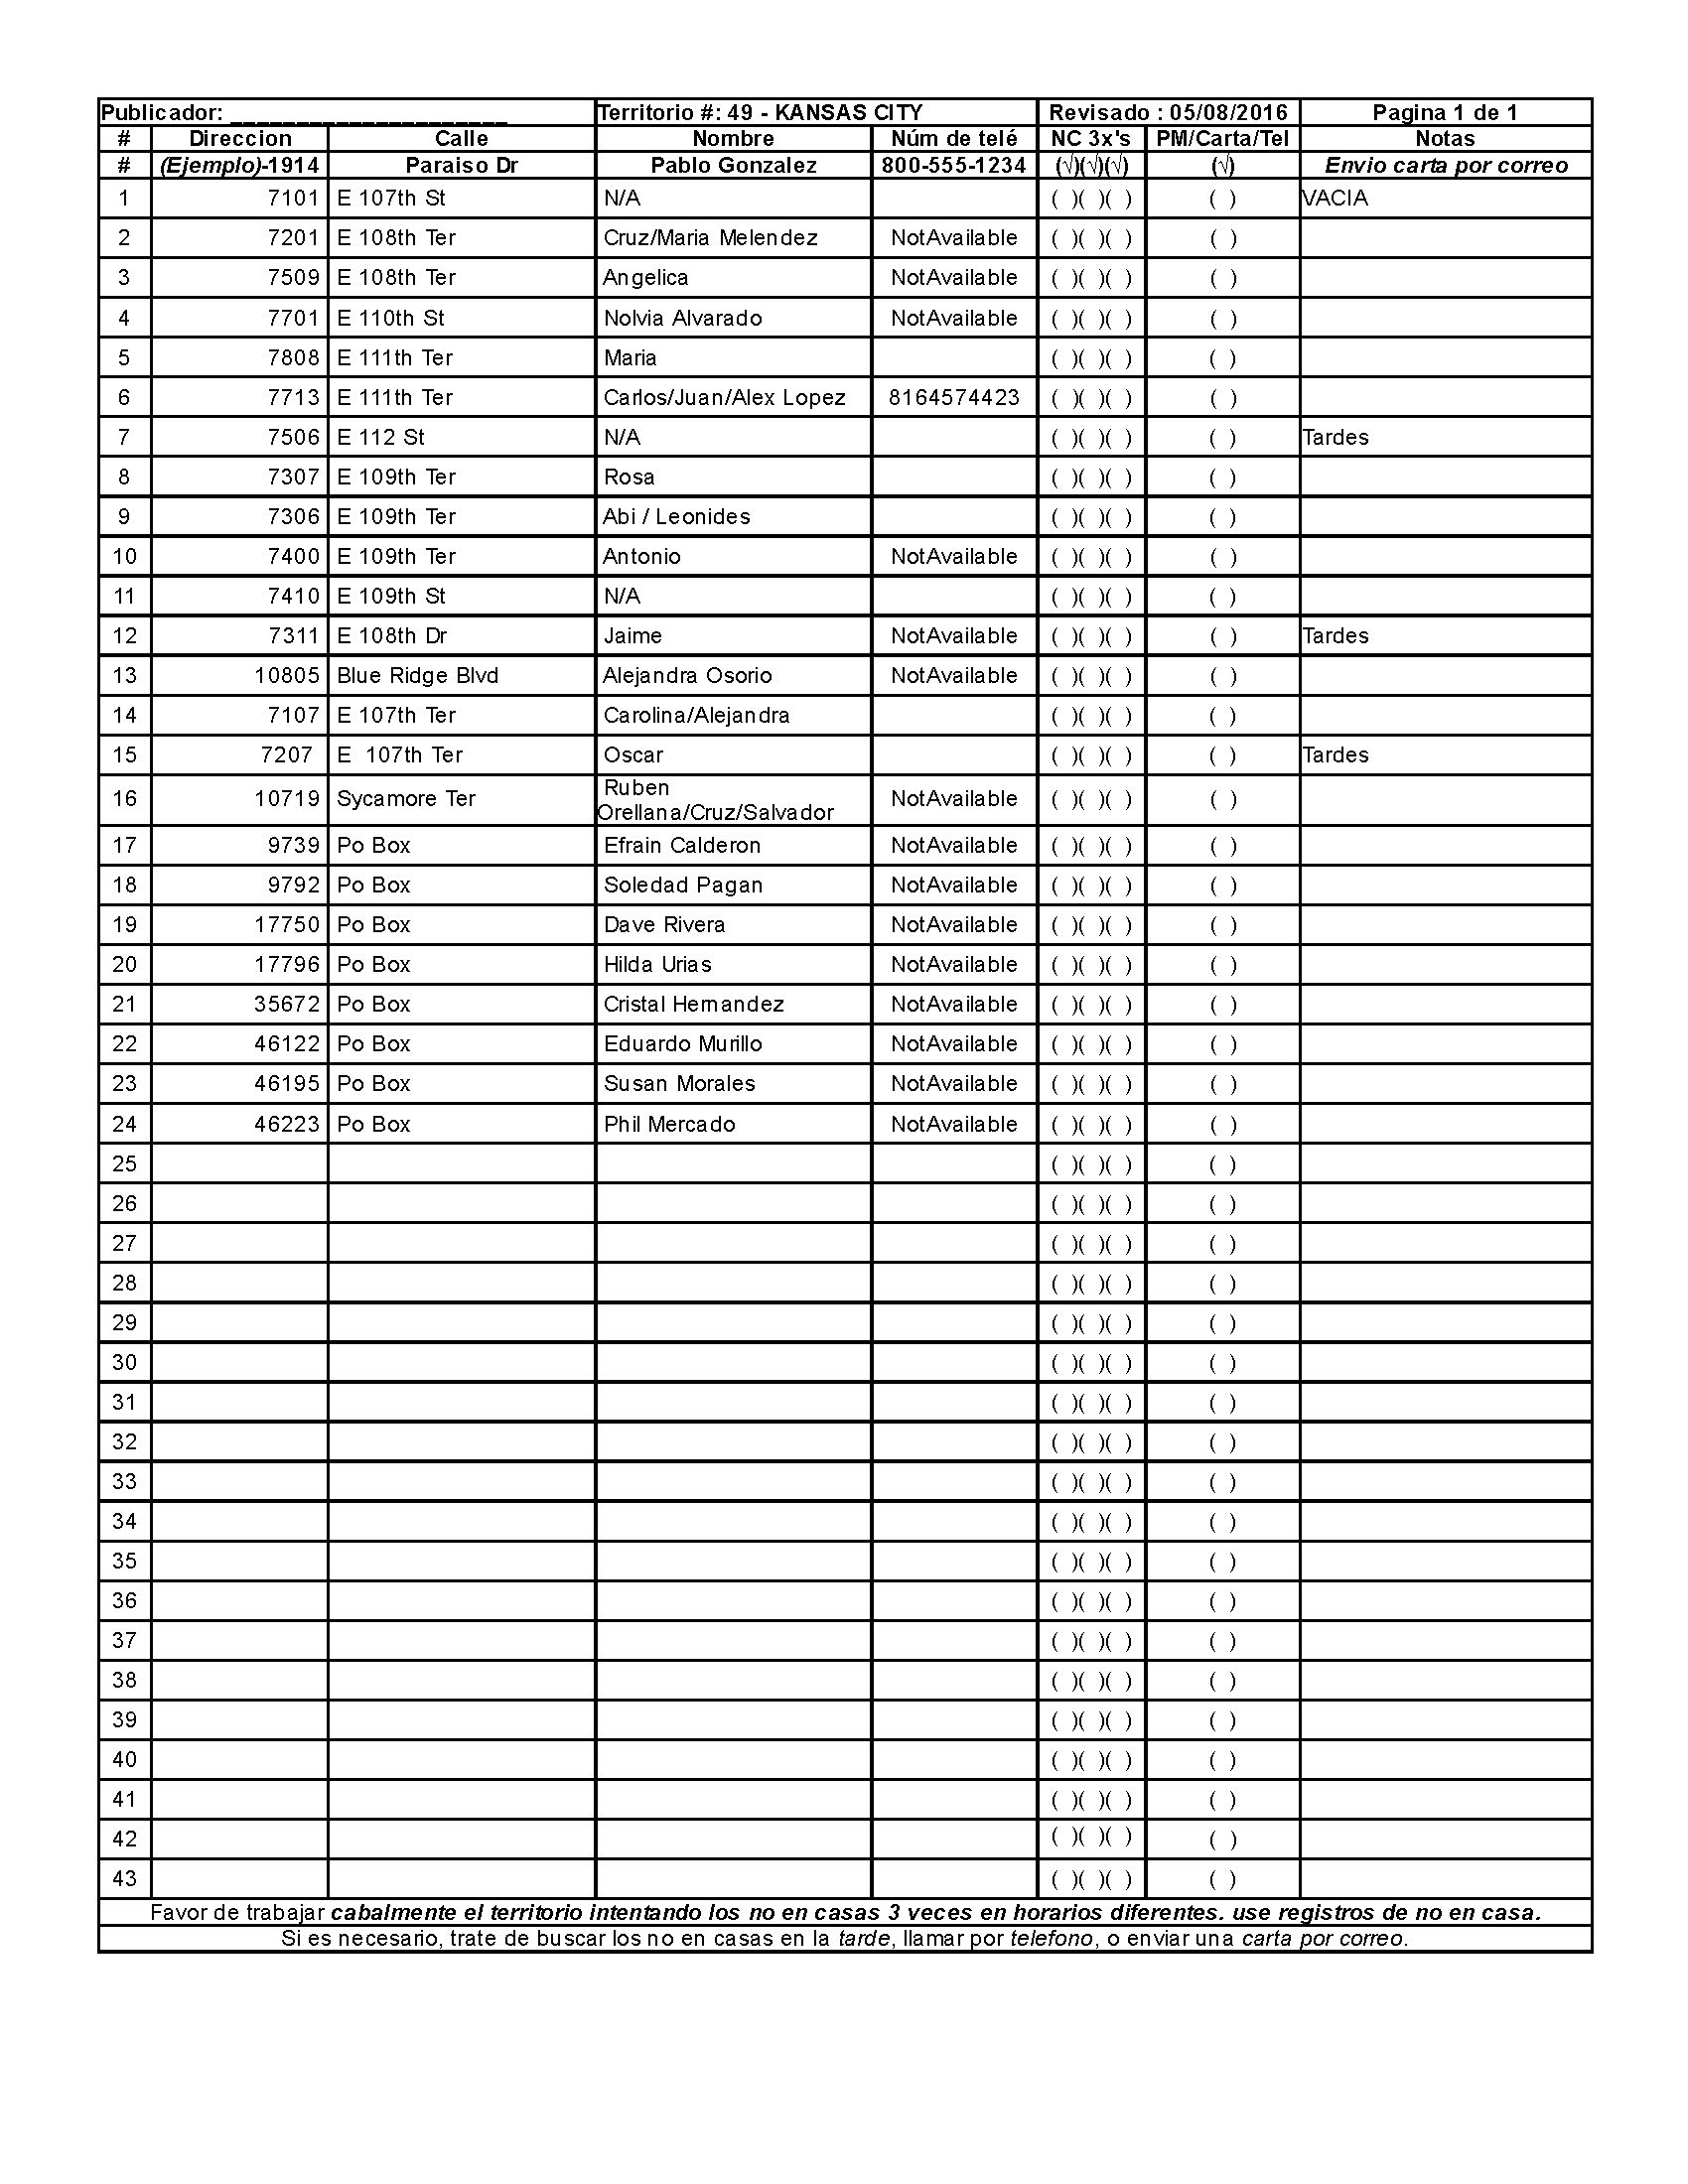 Publicador: _____________________ Territorio #: 49 - KANSAS CITY Revisado : 05/08/2016 Pagina 1 de 1
# Direccion Calle Nombre Núm de telé NC 3x's PM/Carta/Tel Notas
# (Ejemplo)-1914 Paraiso Dr Pablo Gonzalez 800-555-1234 (√)(√)(√) (√) Envio carta por correo
1 7101 E 107th St N/A ( )( )( ) ( ) VACIA
2 7201 E 108th Ter Cruz/Maria Melendez NotAvailable ( )( )( ) ( )
3 7509 E 108th Ter Angelica NotAvailable ( )( )( ) ( )
4 7701 E 110th St Nolvia Alvarado NotAvailable ( )( )( ) ( )
5 7808 E 111th Ter Maria ( )( )( ) ( )
6 7713 E 111th Ter Carlos/Juan/Alex Lopez 8164574423 ( )( )( ) ( )
7 7506 E 112 St N/A ( )( )( ) ( ) Tardes
8 7307 E 109th Ter Rosa ( )( )( ) ( )
9 7306 E 109th Ter Abi / Leonides ( )( )( ) ( )
10 7400 E 109th Ter Antonio NotAvailable ( )( )( ) ( )
11 7410 E 109th St N/A ( )( )( ) ( )
12 7311 E 108th Dr Jaime NotAvailable ( )( )( ) ( ) Tardes
13 10805 Blue Ridge Blvd Alejandra Osorio NotAvailable ( )( )( ) ( )
14 7107 E 107th Ter Carolina/Alejandra ( )( )( ) ( )
15 7207 E 107th Ter Oscar ( )( )( ) ( ) Tardes
16 10719 Sycamore Ter Ruben Orellana/Cruz/Salvador NotAvailable ( )( )( ) ( )
17 9739 Po Box Efrain Calderon NotAvailable ( )( )( ) ( )
18 9792 Po Box Soledad Pagan NotAvailable ( )( )( ) ( )
19 17750 Po Box Dave Rivera NotAvailable ( )( )( ) ( )
20 17796 Po Box Hilda Urias NotAvailable ( )( )( ) ( )
21 35672 Po Box Cristal Hernandez NotAvailable ( )( )( ) ( )
22 46122 Po Box Eduardo Murillo NotAvailable ( )( )( ) ( )
23 46195 Po Box Susan Morales NotAvailable ( )( )( ) ( )
24 46223 Po Box Phil Mercado NotAvailable ( )( )( ) ( )
25 ( )( )( ) ( )
26 ( )( )( ) ( )
27 ( )( )( ) ( )
28 ( )( )( ) ( )
29 ( )( )( ) ( )
30 ( )( )( ) ( )
31 ( )( )( ) ( )
32 ( )( )( ) ( )
33 ( )( )( ) ( )
34 ( )( )( ) ( )
35 ( )( )( ) ( )
36 ( )( )( ) ( )
37 ( )( )( ) ( )
38 ( )( )( ) ( )
39 ( )( )( ) ( )
40 ( )( )( ) ( )
41 ( )( )( ) ( )
42 ( )( )( ) ( )
43 ( )( )( ) ( )
Favor de trabajar cabalmente el territorio intentando los no en casas 3 veces en horarios diferentes. use registros de no en casa.
Si es necesario, trate de buscar los no en casas en la tarde, llamar por telefono, o enviar una carta por correo.